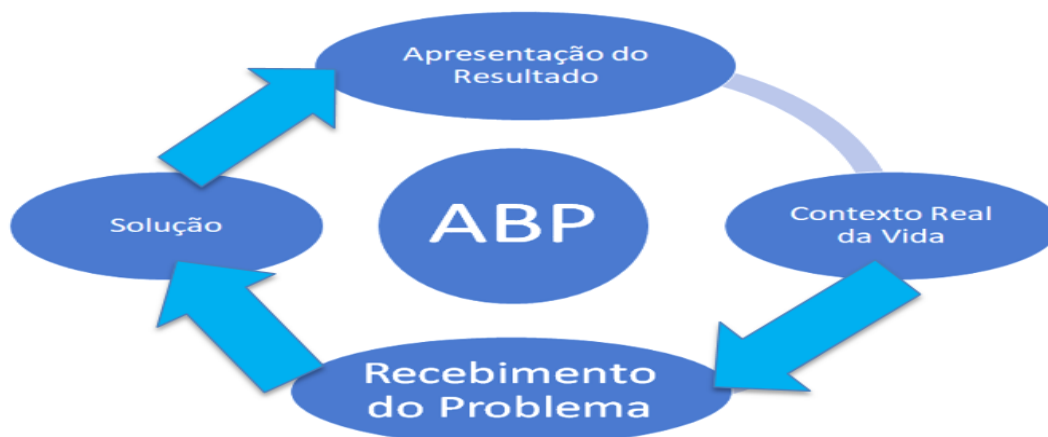 Apresentação do
Resultado
Solução
ABP
Contexto Real
da Vida
Recebimento
do Problema